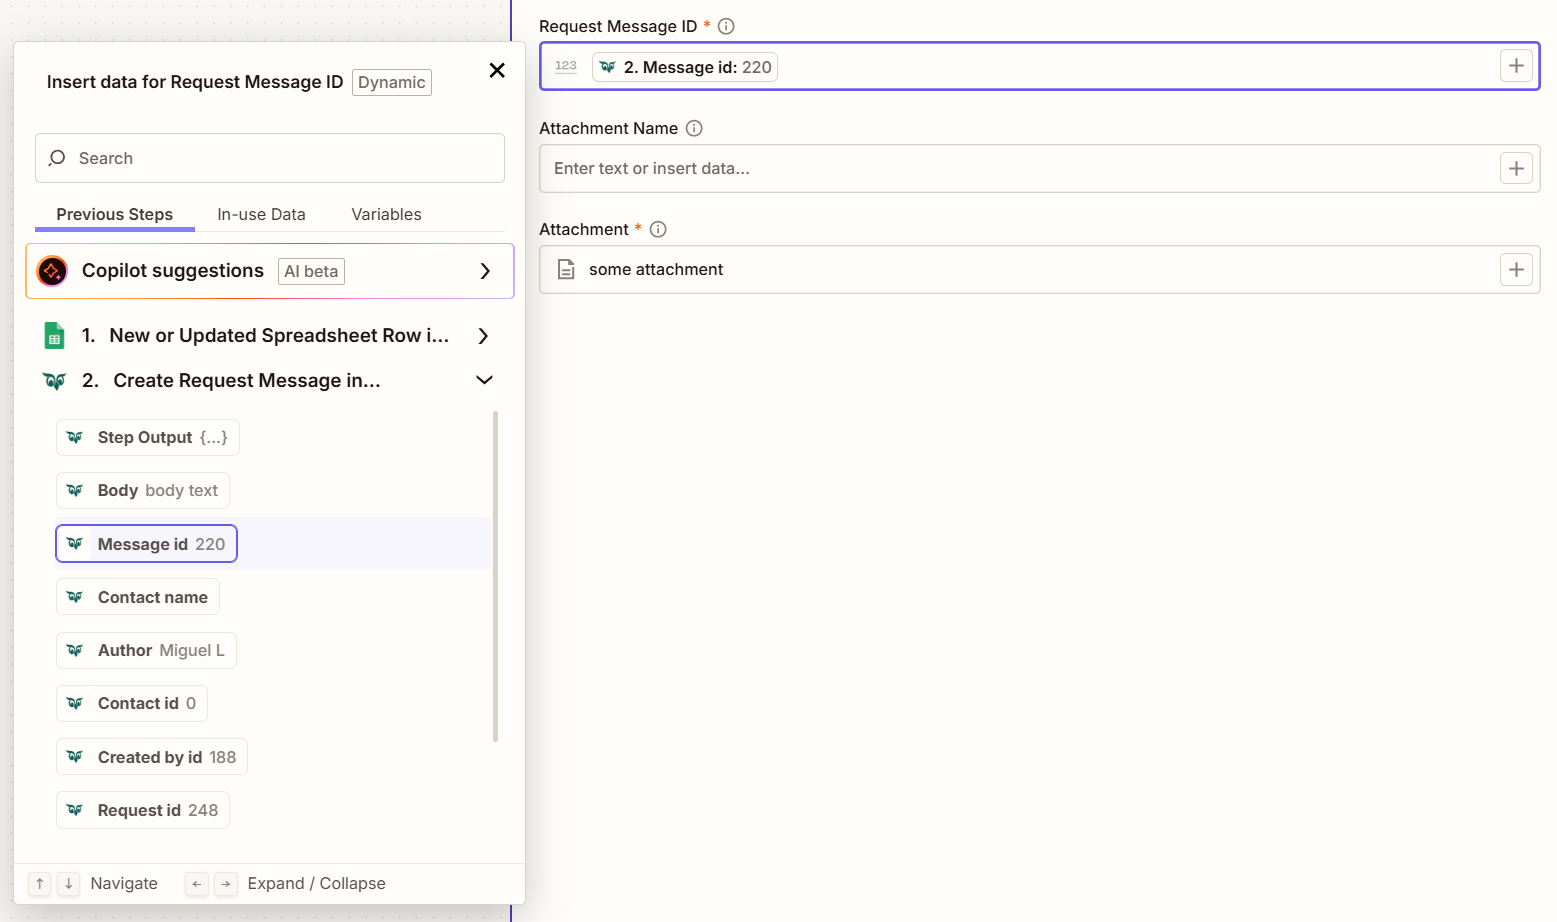 Insert data for Request Message ID Dynamic
Search
Previous Steps In-use Data Variables
Copilot suggestions AI beta
1. New or Updated Spreadsheet Row i...
2. Create Request Message in...
Step Output {...}
Body body text
Message id 220
Contact name
Author Miguel L
Contact id 0
Created by id 188
Request id 248
↑ ↓ Navigate ← → Expand / Collapse
Request Message ID *
123 2. Message id: 220
Attachment Name
Enter text or insert data...
Attachment *
some attachment